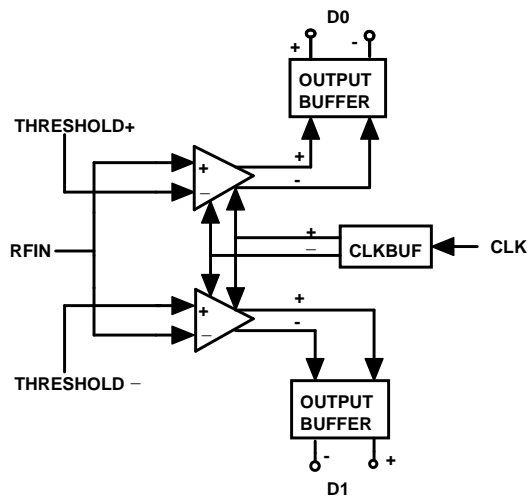 D0
+ -
OUTPUT
BUFFER
THRESHOLD+
+
+
−
-
+
RFIN
−
CLKBUF
CLK
+
+
-
−
THRESHOLD −
OUTPUT
BUFFER
- +
D1